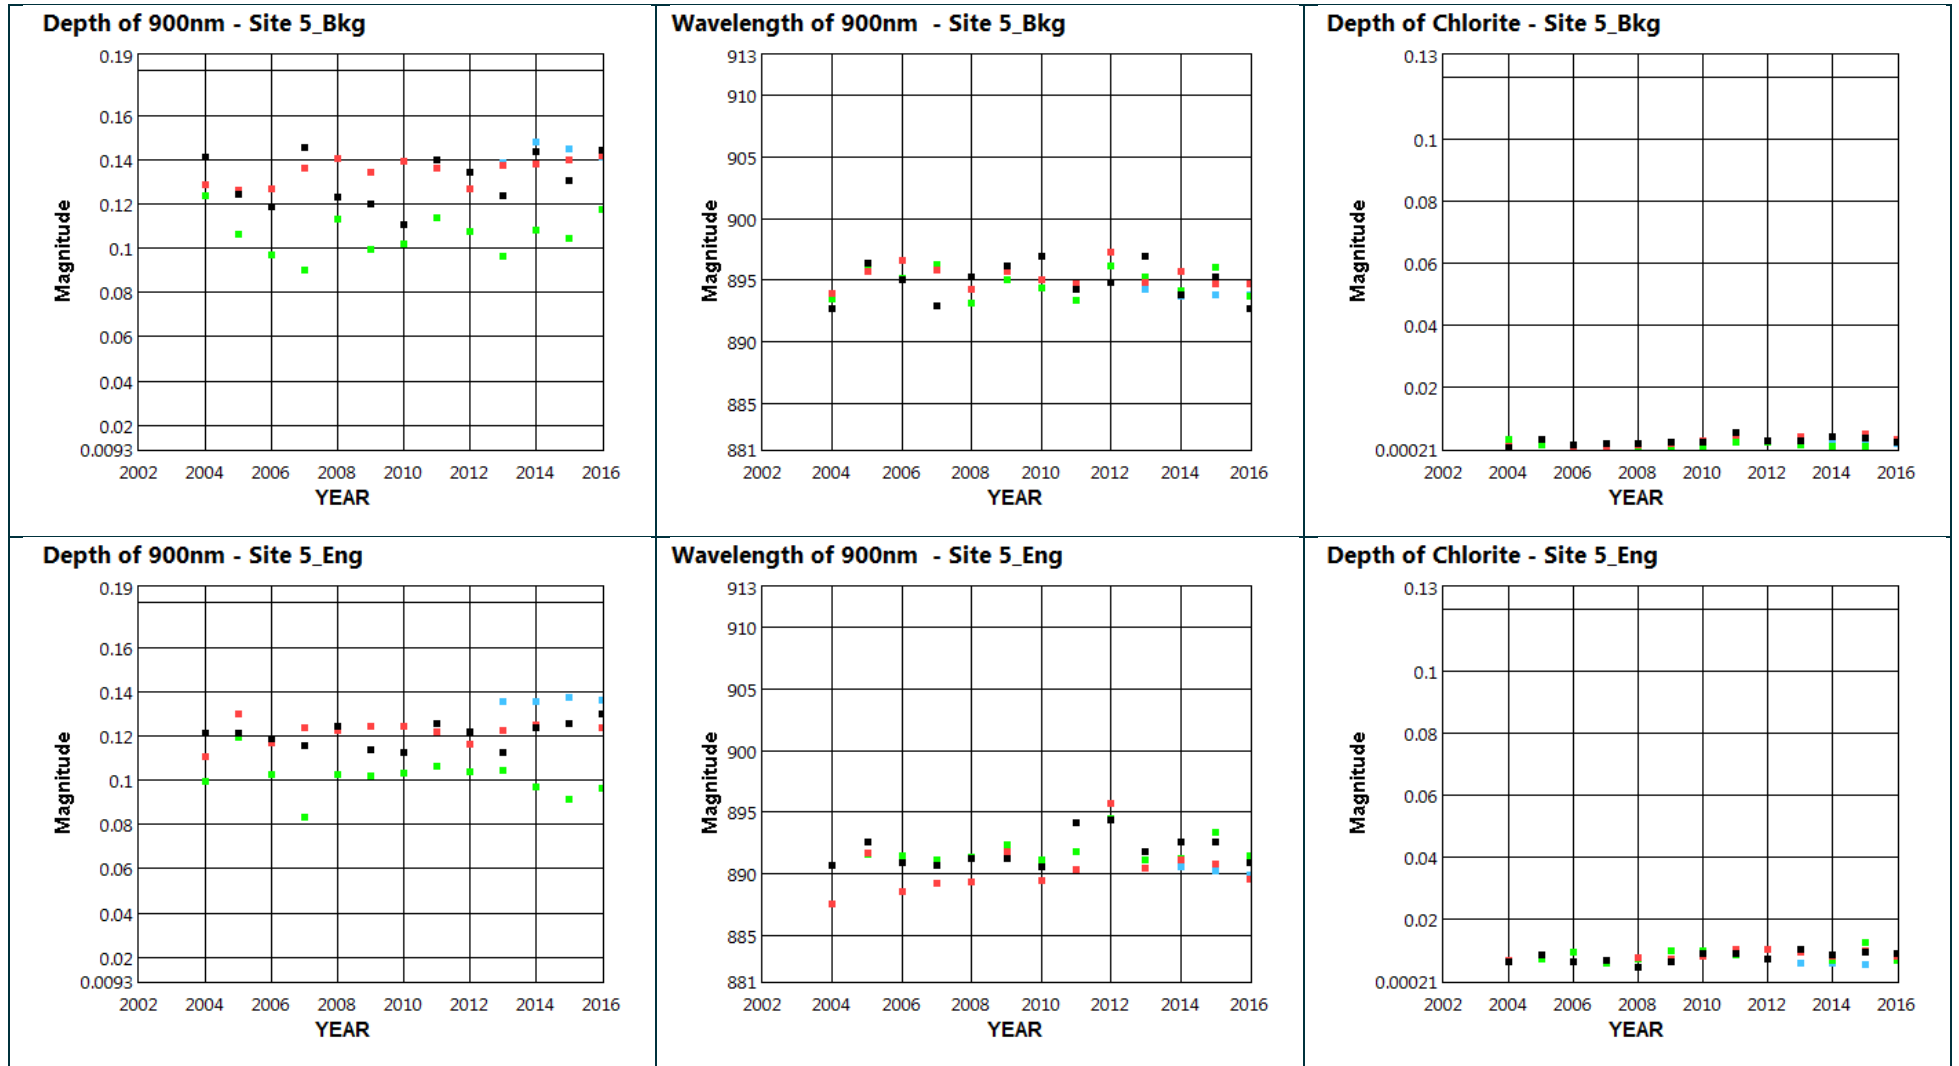 Depth of 900nm - Site 5_Bkg
0.19
0.16
0.14
0.12
0.1
0.08
0.06
0.04
0.02
0.0093
Magnitude
2002 2004 2006 2008 2010 2012 2014 2016
YEAR
Wavelength of 900nm - Site 5_Bkg
913
910
905
900
895
890
885
881
Magnitude
2002 2004 2006 2008 2010 2012 2014 2016
YEAR
Depth of Chlorite - Site 5_Bkg
0.13
0.1
0.08
0.06
0.04
0.02
0.00021
Magnitude
2002 2004 2006 2008 2010 2012 2014 2016
YEAR
Depth of 900nm - Site 5_Eng
0.19
0.16
0.14
0.12
0.1
0.08
0.06
0.04
0.02
0.0093
Magnitude
2002 2004 2006 2008 2010 2012 2014 2016
YEAR
Wavelength of 900nm - Site 5_Eng
913
910
905
900
895
890
885
881
Magnitude
2002 2004 2006 2008 2010 2012 2014 2016
YEAR
Depth of Chlorite - Site 5_Eng
0.13
0.1
0.08
0.06
0.04
0.02
0.00021
Magnitude
2002 2004 2006 2008 2010 2012 2014 2016
YEAR